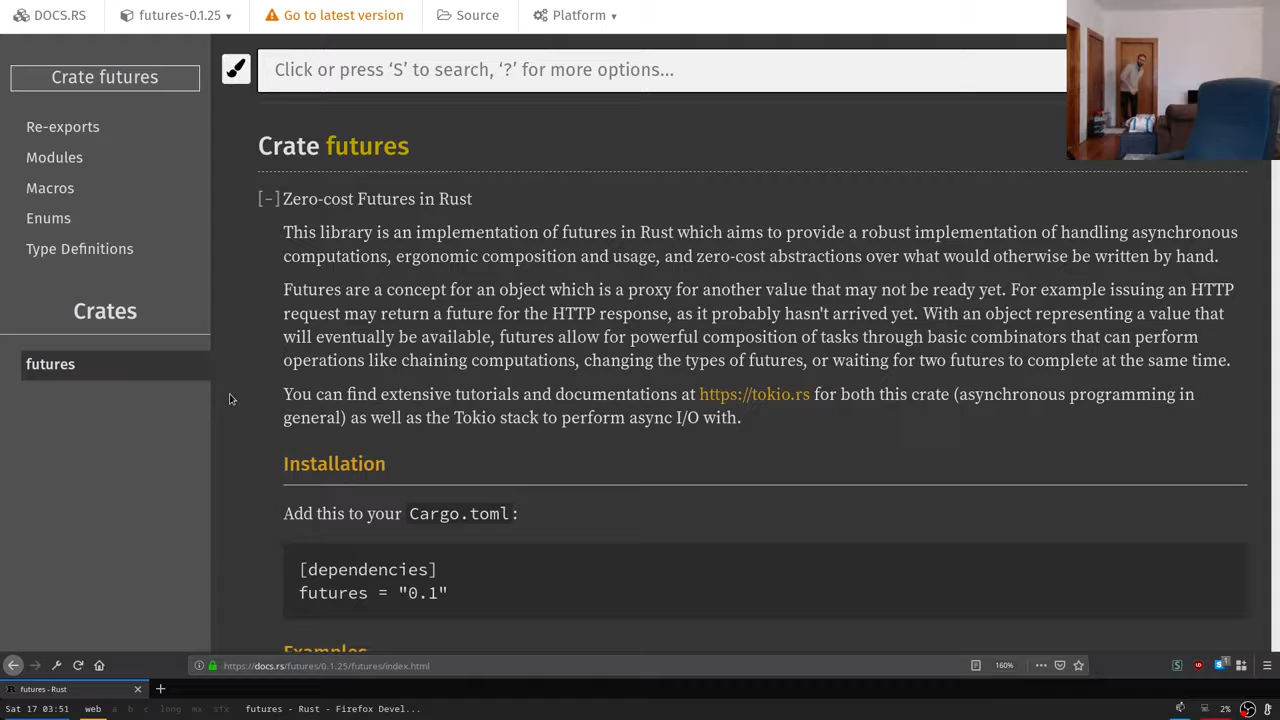 DOCS.RS futures-0.1.25 Go to latest version Source Platform
Crate futures
Click or press ‘S’ to search, ‘?’ for more options...
Re-exports
Modules
Macros
Enums
Type Definitions
Crates
futures
Crate futures
[-] Zero-cost Futures in Rust
This library is an implementation of futures in Rust which aims to provide a robust implementation of handling asynchronous
computations, ergonomic composition and usage, and zero-cost abstractions over what would otherwise be written by hand.
Futures are a concept for an object which is a proxy for another value that may not be ready yet. For example issuing an HTTP
request may return a future for the HTTP response, as it probably hasn't arrived yet. With an object representing a value that
will eventually be available, futures allow for powerful composition of tasks through basic combinators that can perform
operations like chaining computations, changing the types of futures, or waiting for two futures to complete at the same time.
You can find extensive tutorials and documentations at https://tokio.rs for both this crate (asynchronous programming in
general) as well as the Tokio stack to perform async I/O with.
Installation
Add this to your Cargo.toml:
[dependencies]
futures = "0.1"
Examples
https://docs.rs/futures/0.1.25/futures/index.html 160%
futures - Rust
Sat 17 03:51 web a b c long mx sfx futures - Rust - Firefox Devel... 2%